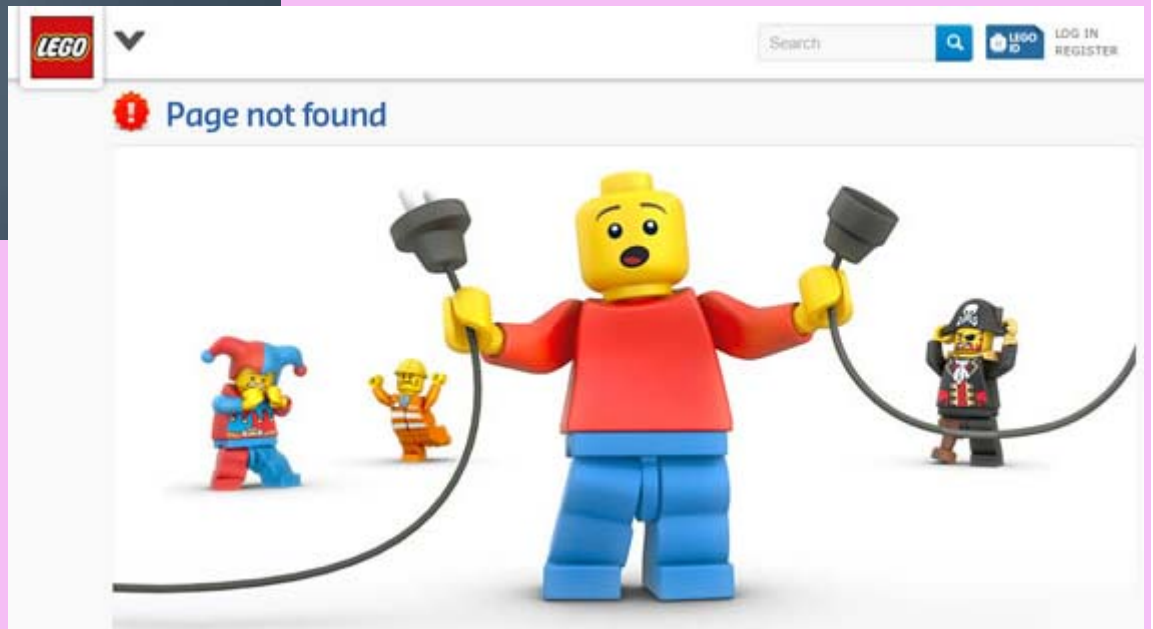 LEGO
Search
LEGO ID
LOG IN
REGISTER
Page not found